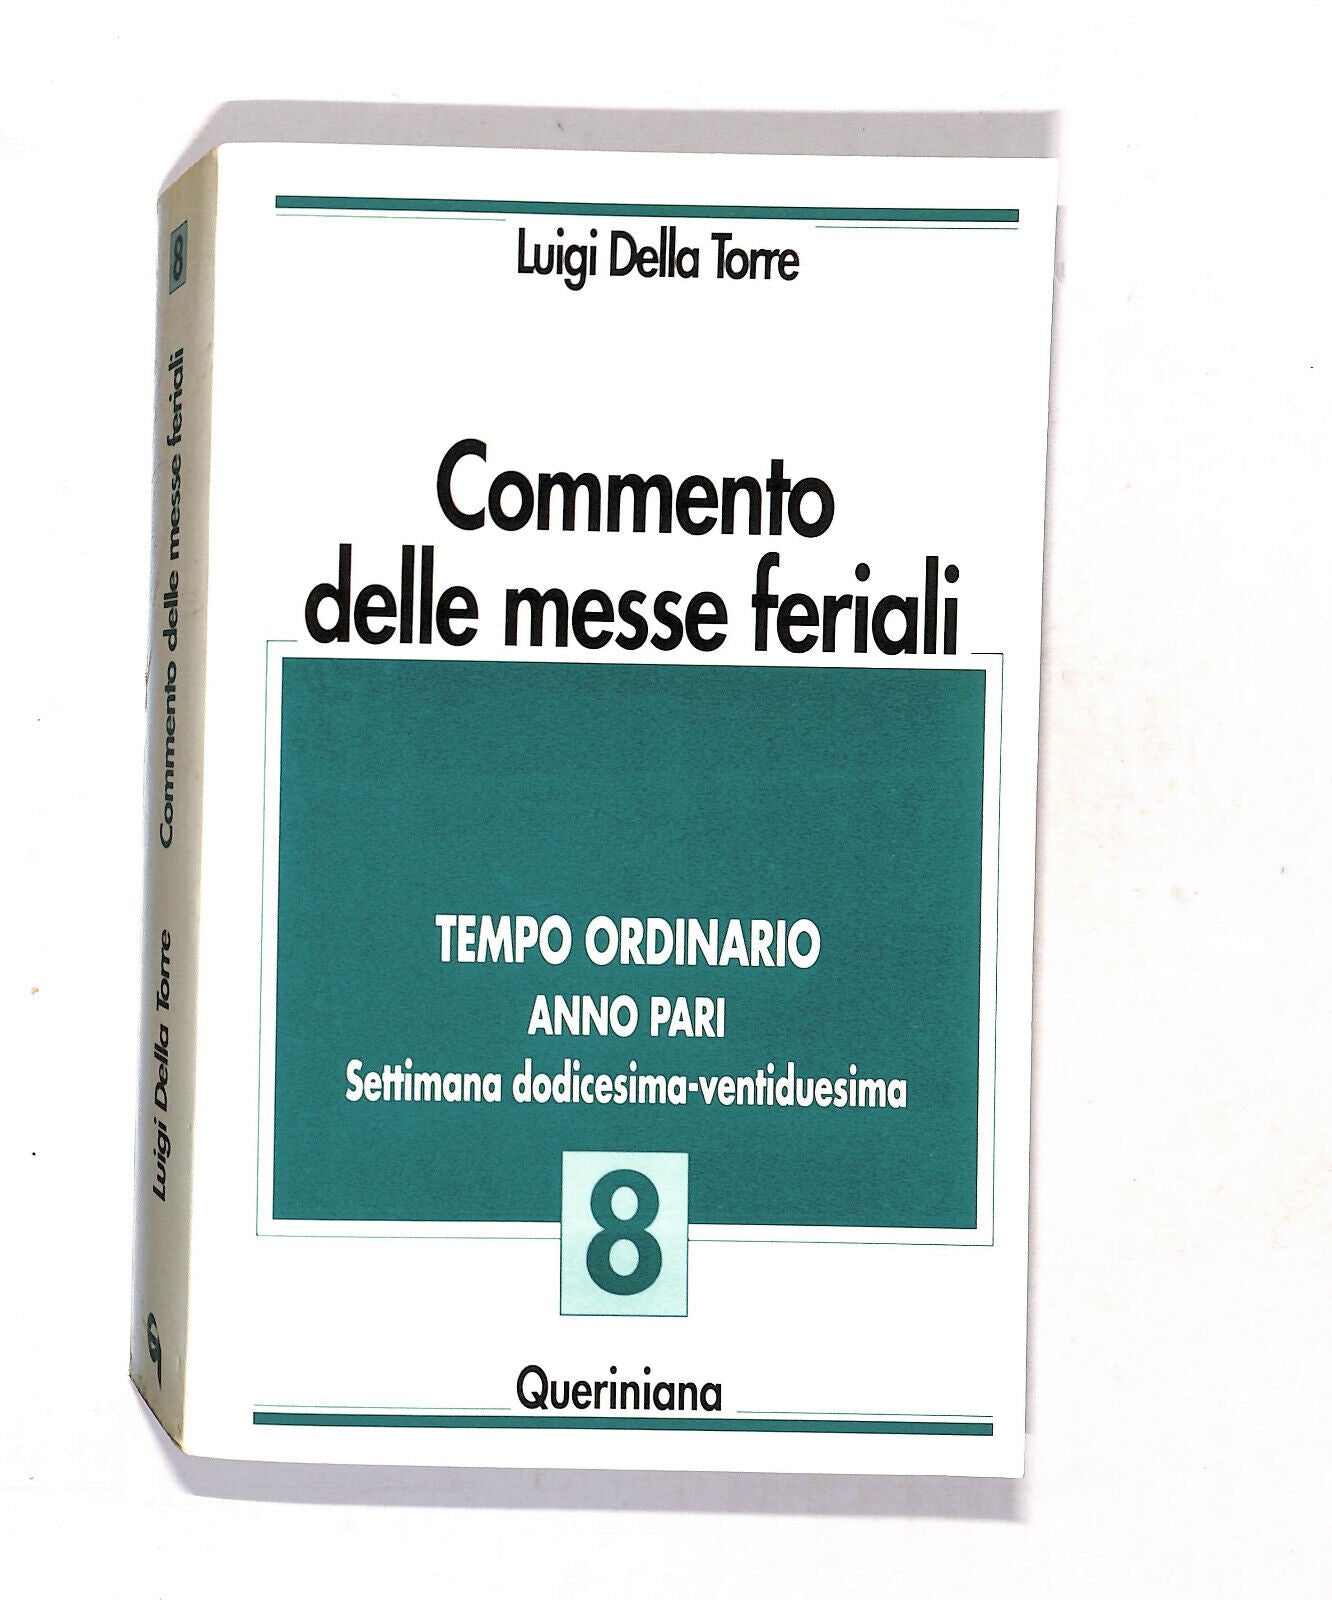 Luigi Della Torre
Commento
delle messe feriali
TEMPO ORDINARIO
ANNO PARI
Settimana dodicesima-ventiduesima
8
Queriniana
Luigi Della Torre Commento delle messe feriali 8